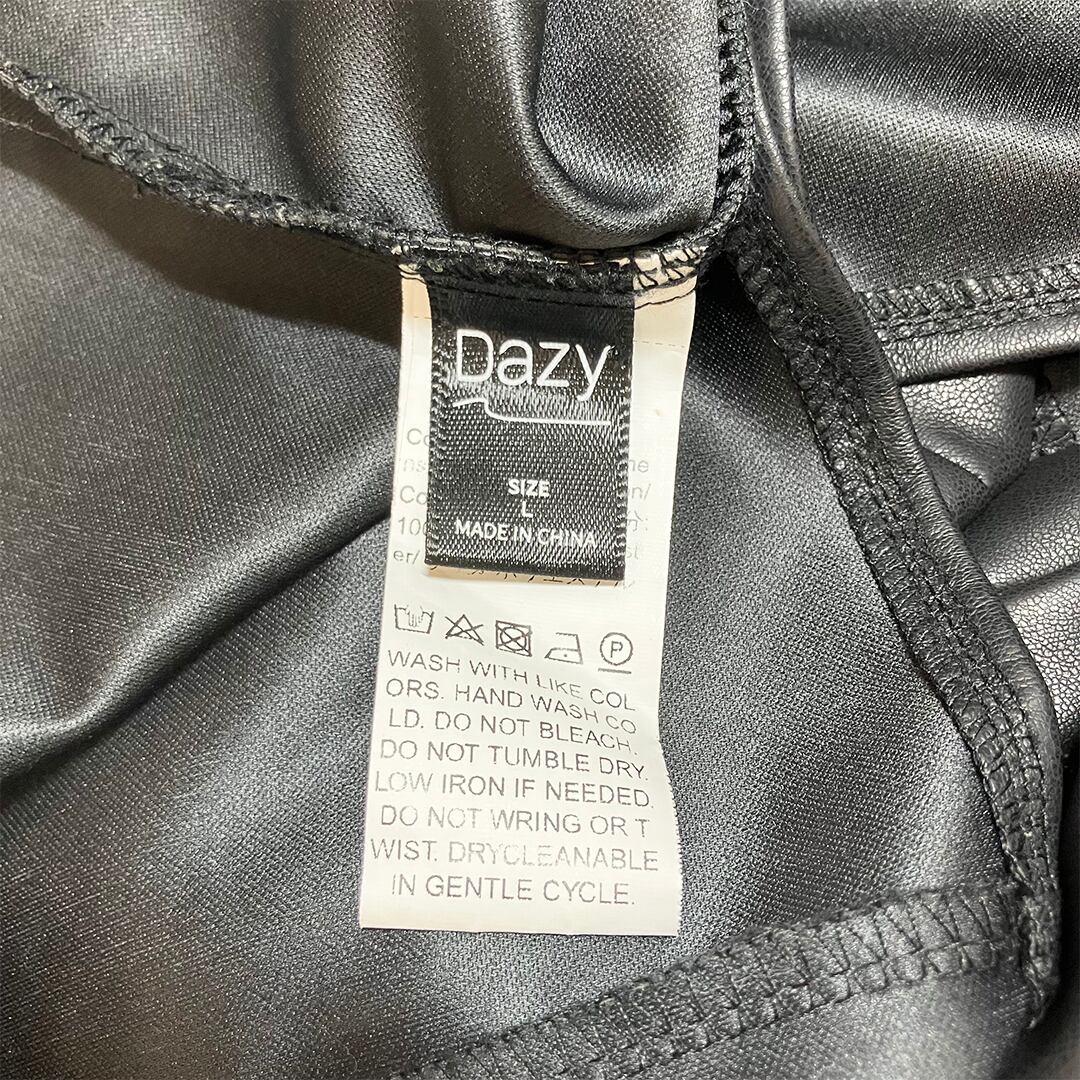 Dazy
SIZE
L
MADE IN CHINA
WASH WITH LIKE COL
ORS. HAND WASH CO
LD. DO NOT BLEACH.
DO NOT TUMBLE DRY.
LOW IRON IF NEEDED.
DO NOT WRING OR T
WIST. DRYCLEANABLE
IN GENTLE CYCLE.